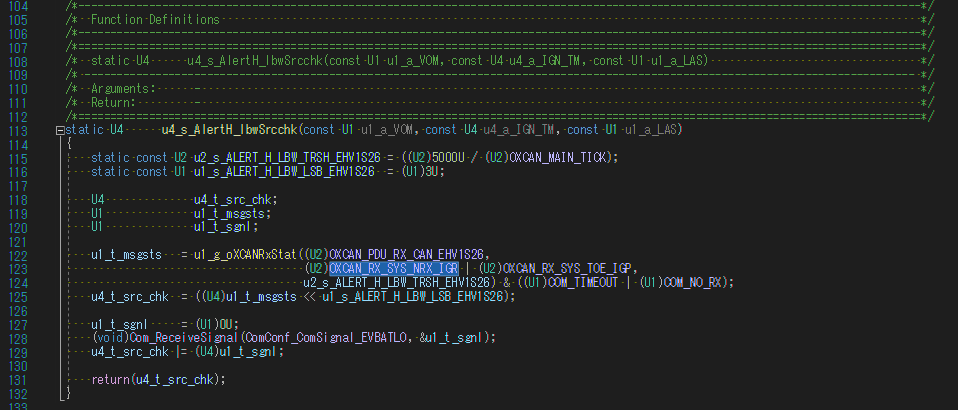 104 /*-----------------------------------------------------------------------------------------------------------------------------------*/
105 /*  Function Definitions                                                                                                             */
106 /*-----------------------------------------------------------------------------------------------------------------------------------*/
107 /*===================================================================================================================================*/
108 /*  static U4      u4_s_AlertH_lbwSrcchk(const U1 u1_a_VOM, const U4 u4_a_IGN_TM, const U1 u1_a_LAS)                                 */
109 /*-----------------------------------------------------------------------------------------------------------------------------------*/
110 /*  Arguments:      -                                                                                                                */
111 /*  Return:         -                                                                                                                */
112 /*===================================================================================================================================*/
113 static U4      u4_s_AlertH_lbwSrcchk(const U1 u1_a_VOM, const U4 u4_a_IGN_TM, const U1 u1_a_LAS)
114 {
115     static const U2 u2_s_ALERT_H_LBW_TRSH_EHV1S26 = ((U2)5000U / (U2)OXCAN_MAIN_TICK);
116     static const U1 u1_s_ALERT_H_LBW_LSB_EHV1S26  = (U1)3U;
117
118     U4              u4_t_src_chk;
119     U1              u1_t_msgsts;
120     U1              u1_t_sgnl;
121
122     u1_t_msgsts   = u1_g_oXCANRxStat((U2)OXCAN_PDU_RX_CAN_EHV1S26,
123                                      (U2)OXCAN_RX_SYS_NRX_IGR | (U2)OXCAN_RX_SYS_TOE_IGP,
124                                      u2_s_ALERT_H_LBW_TRSH_EHV1S26) & ((U1)COM_TIMEOUT | (U1)COM_NO_RX);
125     u4_t_src_chk  = ((U4)u1_t_msgsts << u1_s_ALERT_H_LBW_LSB_EHV1S26);
126
127     u1_t_sgnl     = (U1)0U;
128     (void)Com_ReceiveSignal(ComConf_ComSignal_EVBATLO, &u1_t_sgnl);
129     u4_t_src_chk |= (U4)u1_t_sgnl;
130
131     return(u4_t_src_chk);
132 }
133